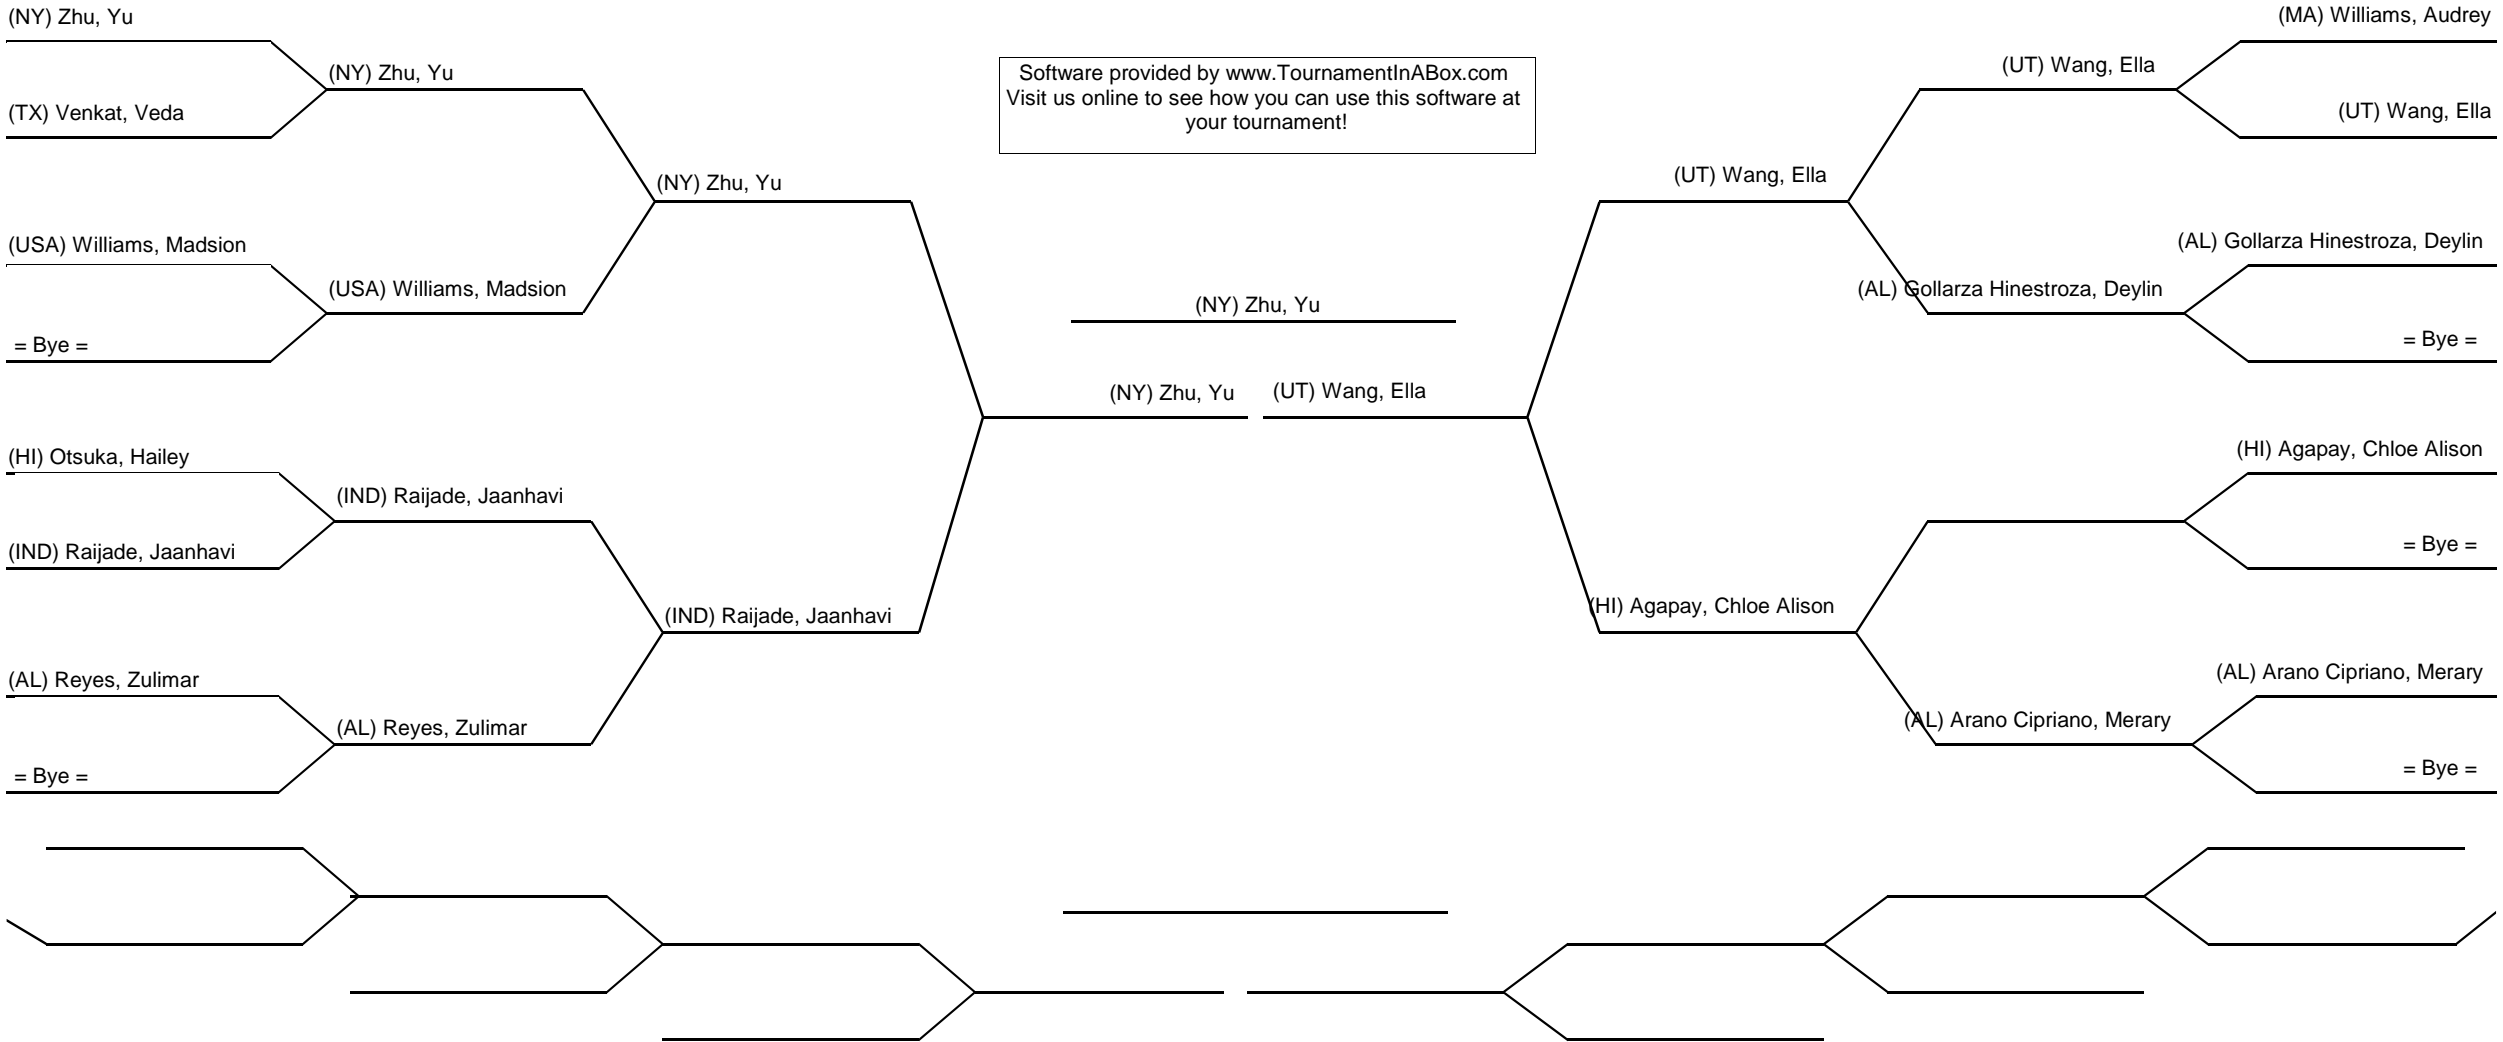 (NY) Zhu, Yu
(TX) Venkat, Veda
(USA) Williams, Madsion
= Bye =
(HI) Otsuka, Hailey
(IND) Raijade, Jaanhavi
(AL) Reyes, Zulimar
= Bye =
(NY) Zhu, Yu
(USA) Williams, Madsion
(IND) Raijade, Jaanhavi
(AL) Reyes, Zulimar
(NY) Zhu, Yu
(IND) Raijade, Jaanhavi
Software provided by www.TournamentInABox.com
Visit us online to see how you can use this software at
your tournament!
(NY) Zhu, Yu
(NY) Zhu, Yu
(UT) Wang, Ella
(UT) Wang, Ella
(HI) Agapay, Chloe Alison
(UT) Wang, Ella
(AL) Gollarza Hinestroza, Deylin
(AL) Arano Cipriano, Merary
(MA) Williams, Audrey
(UT) Wang, Ella
(AL) Gollarza Hinestroza, Deylin
= Bye =
(HI) Agapay, Chloe Alison
= Bye =
(AL) Arano Cipriano, Merary
= Bye =